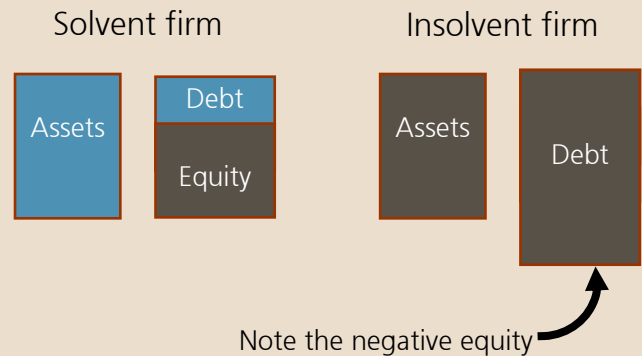 Solvent firm
Insolvent firm
Assets
Debt
Equity
Assets
Debt
Note the negative equity